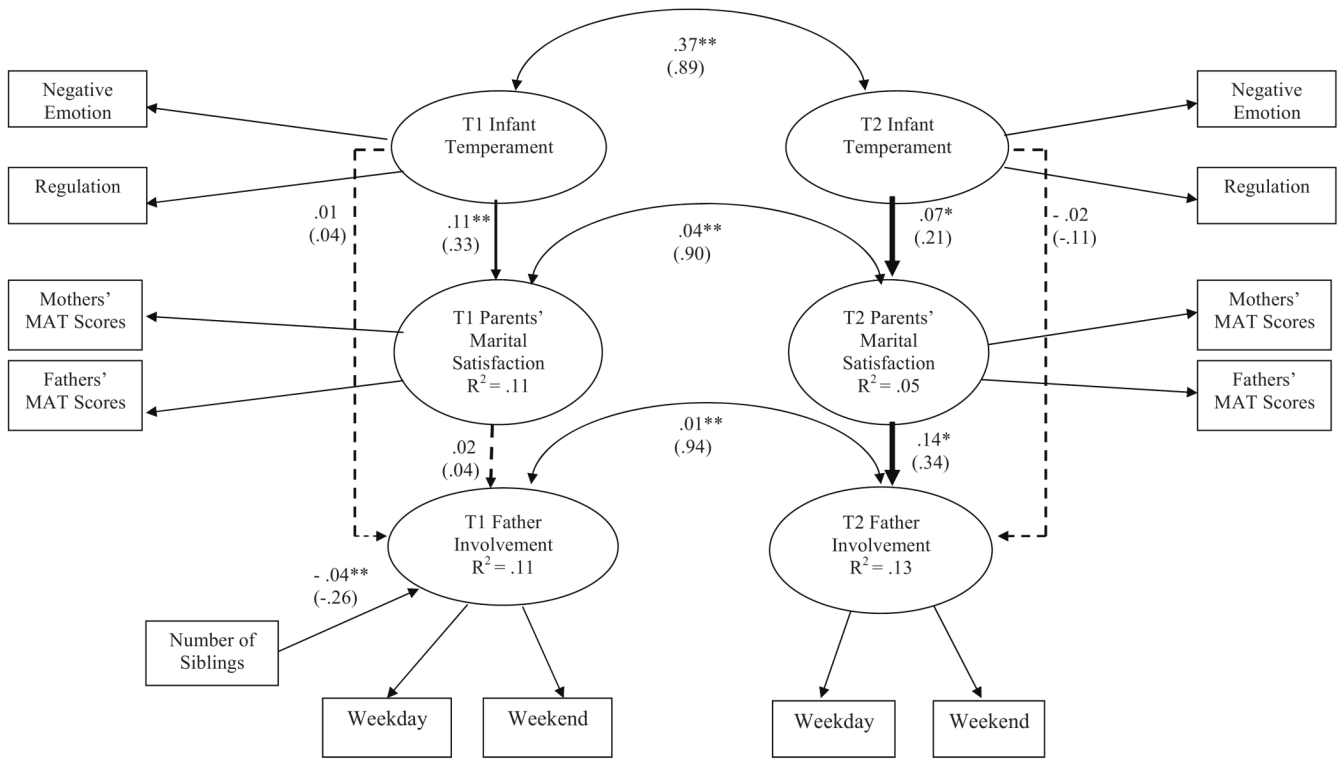 .37**
(.89)
Negative
Emotion
T1 Infant
Temperament
T2 Infant
Temperament
Negative
Emotion
Regulation
Regulation
.01
(.04)
.11**
(.33)
.04**
(.90)
.07*
(.21)
- .02
(-.11)
Mothers’
MAT Scores
T1 Parents’
Marital
Satisfaction
R² = .11
T2 Parents’
Marital
Satisfaction
R² = .05
Mothers’
MAT Scores
Fathers’
MAT Scores
Fathers’
MAT Scores
.02
(.04)
.01**
(.94)
.14*
(.34)
T1 Father
Involvement
R² = .11
T2 Father
Involvement
R² = .13
- .04**
(-.26)
Number of
Siblings
Weekday
Weekend
Weekday
Weekend